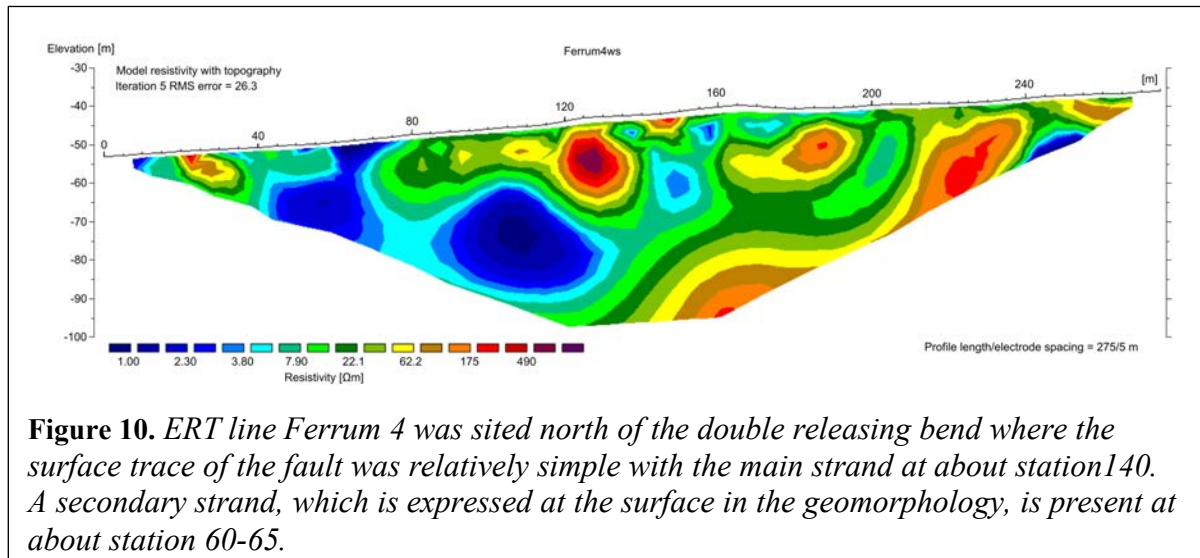 Elevation [m]
Ferrum4ws
-30
Model resistivity with topography
Iteration 5 RMS error = 26.3
[m]
240
-40
160
200
120
80
0
40
-50
-60
-70
-80
-90
-100
1.00 2.30 3.80 7.90 22.1 62.2 175 490
Resistivity [Ωm]
Profile length/electrode spacing = 275/5 m
Figure 10. ERT line Ferrum 4 was sited north of the double releasing bend where the
surface trace of the fault was relatively simple with the main strand at about station140.
A secondary strand, which is expressed at the surface in the geomorphology, is present at
about station 60-65.